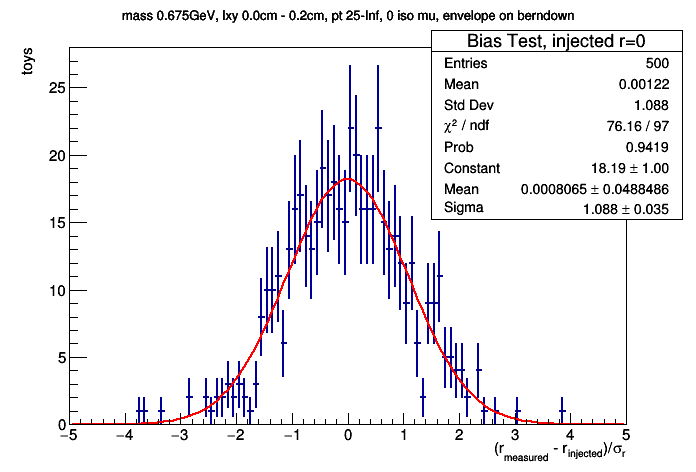 mass 0.675GeV, lxy 0.0cm - 0.2cm, pt 25-Inf, 0 iso mu, envelope on berndown
Bias Test, injected r=0
Entries 500
Mean 0.00122
Std Dev 1.088
χ² / ndf 76.16 / 97
Prob 0.9419
Constant 18.19 ± 1.00
Mean 0.0008065 ± 0.0488486
Sigma 1.088 ± 0.035
toys
25
20
15
10
5
0
−5 −4 −3 −2 −1 0 1 2 3 4 5
(r_measured - r_injected)/σ_r